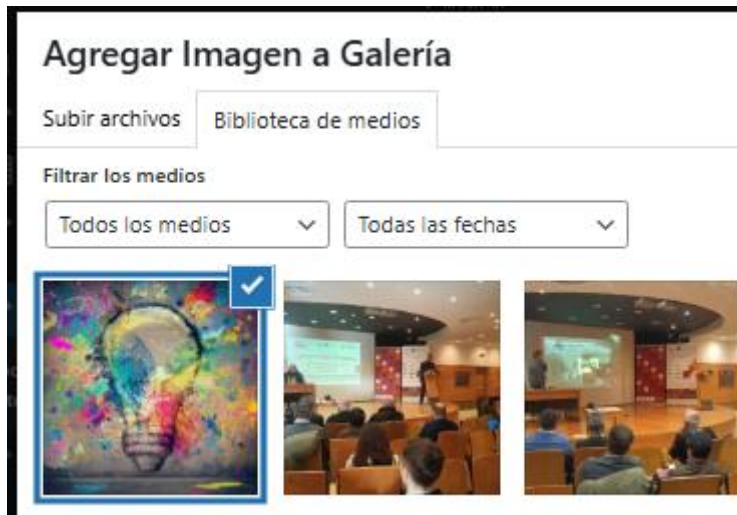 Agregar Imagen a Galería
Subir archivos Biblioteca de medios
Filtrar los medios
Todos los medios Todas las fechas